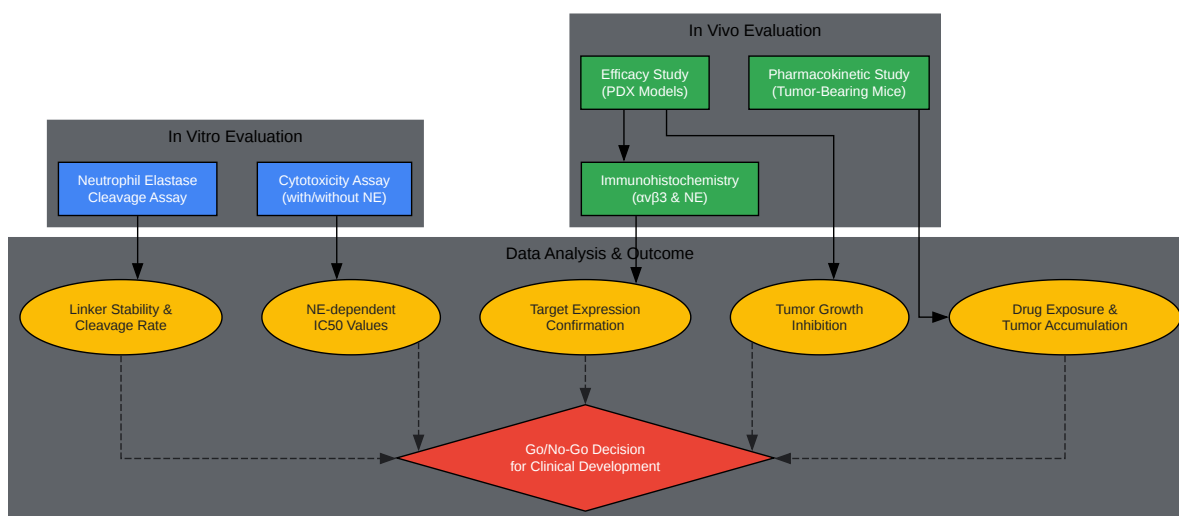 In Vivo Evaluation
Efficacy Study
(PDX Models)
Pharmacokinetic Study
(Tumor-Bearing Mice)
In Vitro Evaluation
Neutrophil Elastase
Cleavage Assay
Cytotoxicity Assay
(with/without NE)
Immunohistochemistry
(αvβ3 & NE)
Data Analysis & Outcome
Linker Stability &
Cleavage Rate
NE-dependent
IC50 Values
Target Expression
Confirmation
Tumor Growth
Inhibition
Drug Exposure &
Tumor Accumulation
Go/No-Go Decision
for Clinical Development